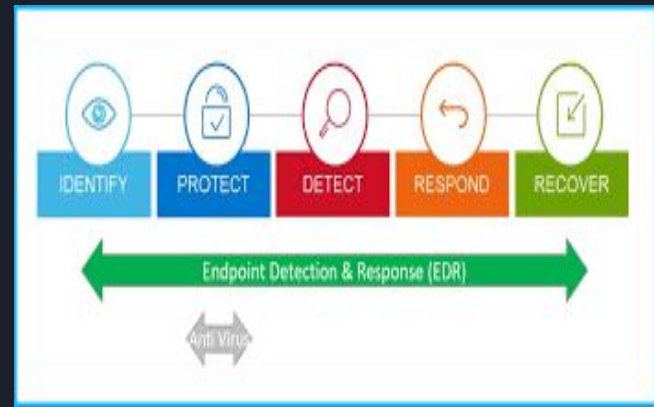 IDENTIFY PROTECT DETECT RESPOND RECOVER
Endpoint Detection & Response (EDR)
Anti Virus